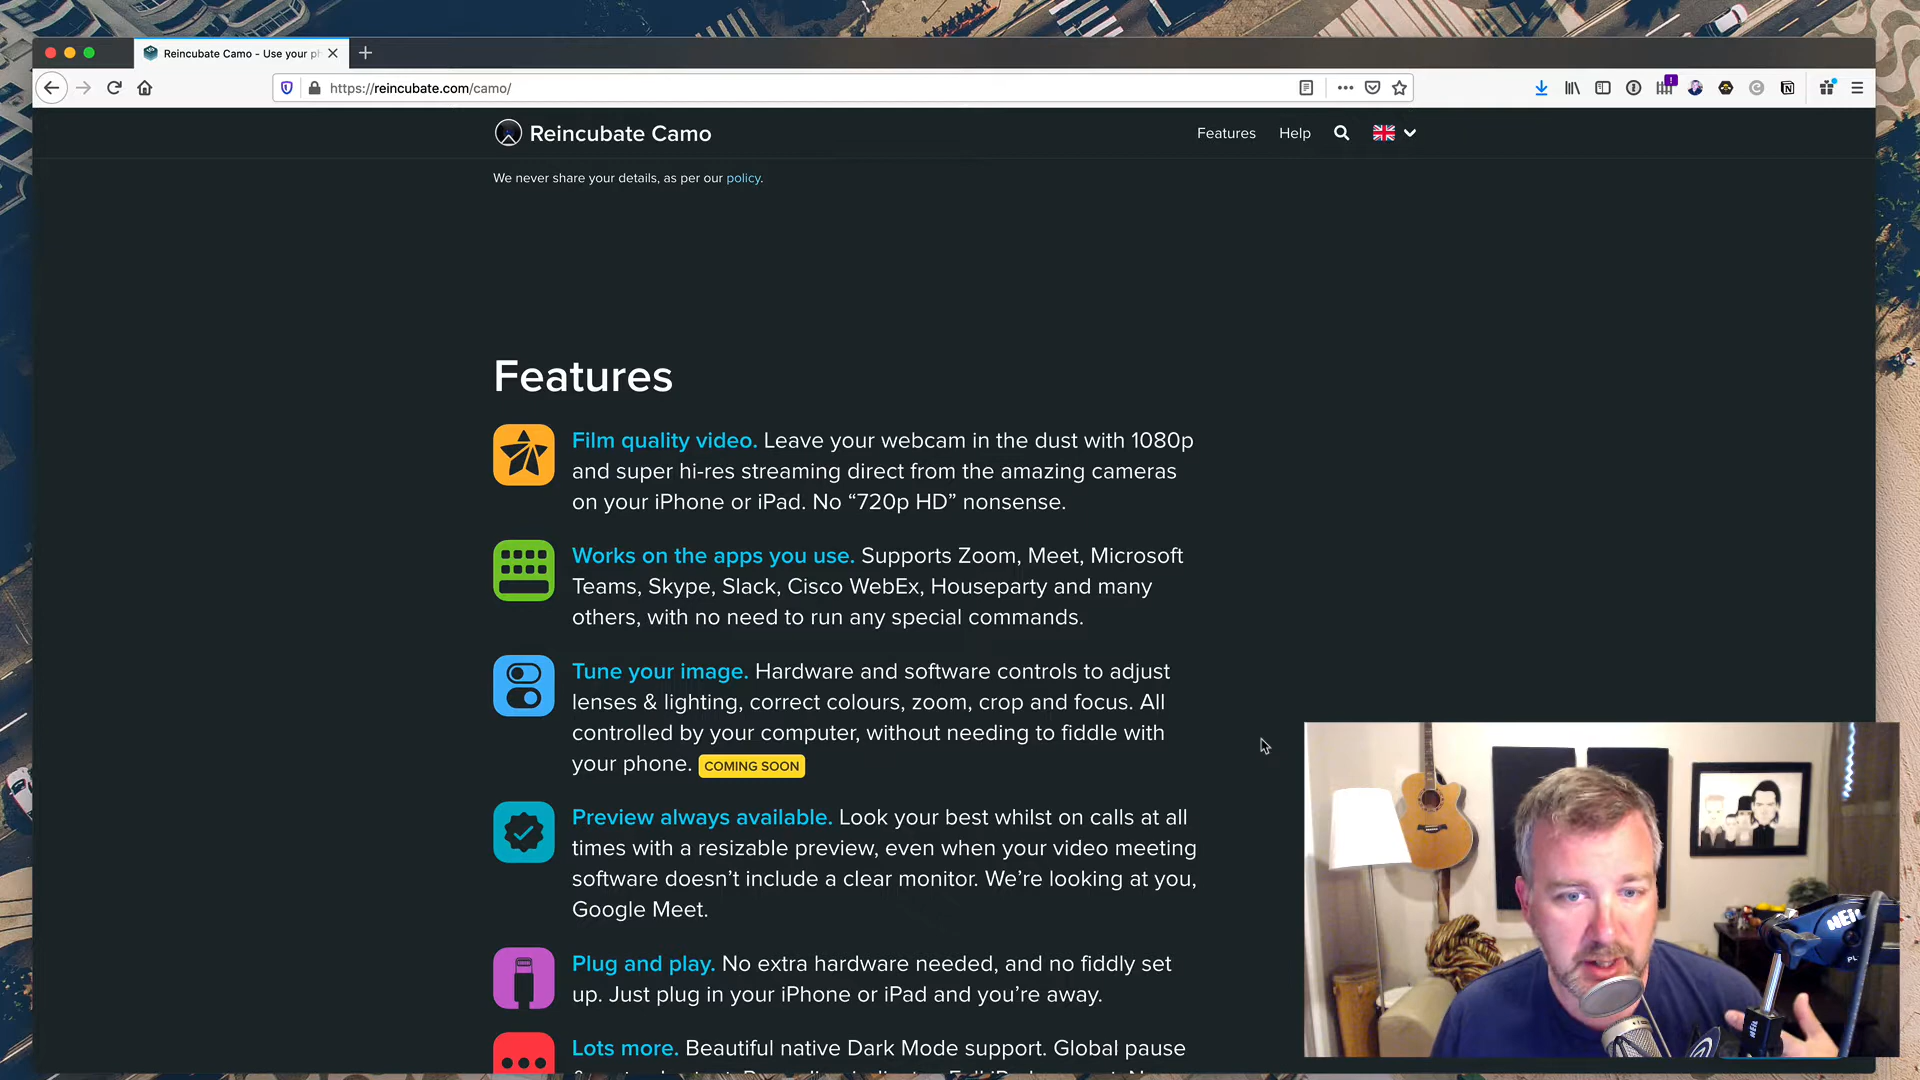 Reincubate Camo - Use your ph
https://reincubate.com/camo/
Reincubate Camo
Features
Help
We never share your details, as per our policy.
Features
Film quality video. Leave your webcam in the dust with 1080p
and super hi-res streaming direct from the amazing cameras
on your iPhone or iPad. No “720p HD” nonsense.
Works on the apps you use. Supports Zoom, Meet, Microsoft
Teams, Skype, Slack, Cisco WebEx, Houseparty and many
others, with no need to run any special commands.
Tune your image. Hardware and software controls to adjust
lenses & lighting, correct colours, zoom, crop and focus. All
controlled by your computer, without needing to fiddle with
your phone. COMING SOON
Preview always available. Look your best whilst on calls at all
times with a resizable preview, even when your video meeting
software doesn’t include a clear monitor. We’re looking at you,
Google Meet.
Plug and play. No extra hardware needed, and no fiddly set
up. Just plug in your iPhone or iPad and you’re away.
Lots more. Beautiful native Dark Mode support. Global pause
HEIL
HEIL